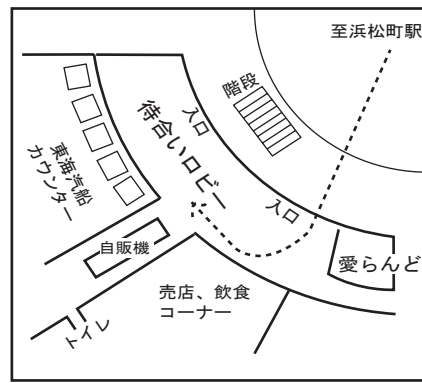 至浜松町駅
階段
入口
待合いロビー
入口
東海汽船
カウンター
自販機
愛らんど
売店、飲食
コーナー
トイレ